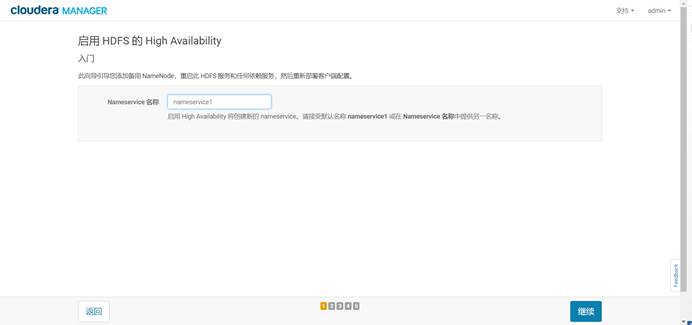 cloudera MANAGER
支持 admin
启用 HDFS 的 High Availability
入门
此向导引导您添加备用 NameNode，重启此 HDFS 服务和任何依赖服务，然后重新部署客户端配置。
Nameservice 名称 nameservice1
启用 High Availability 将创建新的 nameservice。请接受默认名称 nameservice1 或在 Nameservice 名称中提供另一名称。
Feedback
返回 1 2 3 4 5 继续